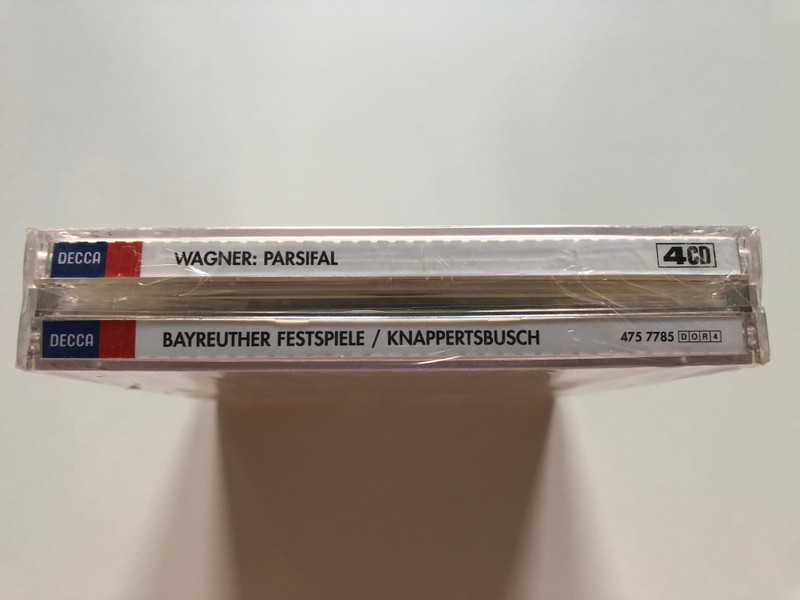 DECCA WAGNER: PARSIFAL 4CD
DECCA BAYREUTHER FESTSPIELE / KNAPPERTSBUSCH 475 7785 DOR4